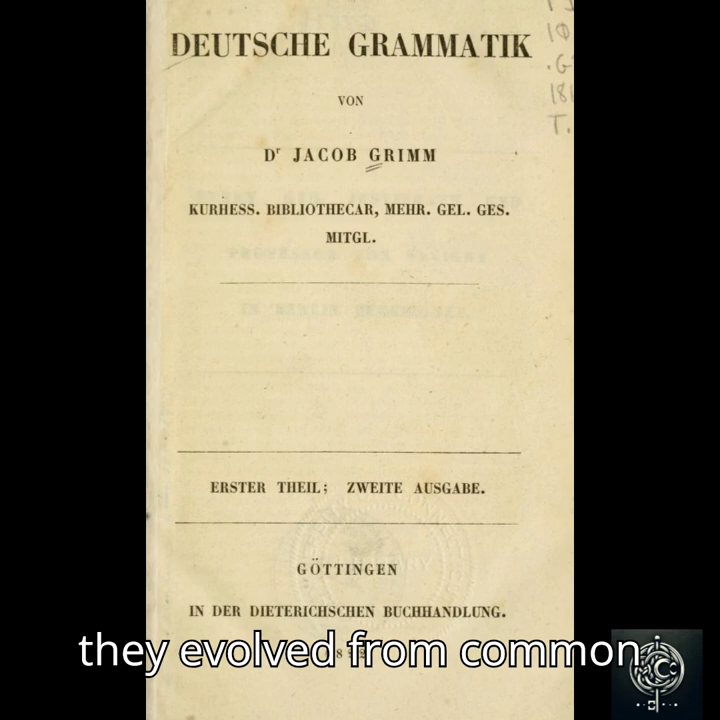 DEUTSCHE GRAMMATIK
VON
Dr JACOB GRIMM
KURHESS. BIBLIOTHECAR, MEHR. GEL. GES.
MITGL.
ERSTER THEIL; ZWEITE AUSGABE.
GÖTTINGEN
IN DER DIETERICHSCHEN BUCHHANDLUNG.
they evolved from common